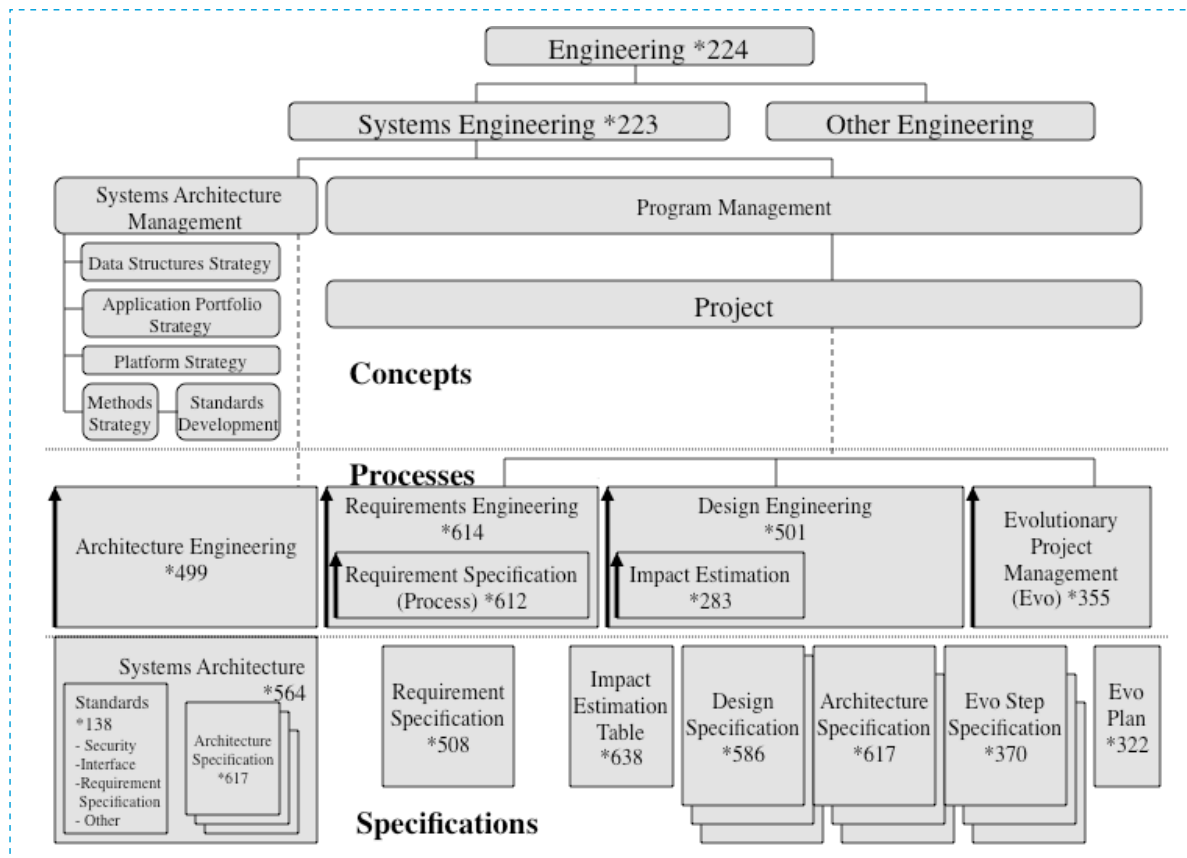 Engineering *224
Systems Engineering *223
Other Engineering
Systems Architecture
Management
Program Management
Data Structures Strategy
Application Portfolio
Strategy
Platform Strategy
Methods
Strategy
Standards
Development
Project
Concepts
Processes
Architecture Engineering
*499
Requirements Engineering
*614
Requirement Specification
(Process) *612
Design Engineering
*501
Impact Estimation
*283
Evolutionary
Project
Management
(Evo) *355
Systems Architecture
*564
Standards
*138
- Security
-Interface
-Requirement
Specification
- Other
Architecture
Specification
*617
Requirement
Specification
*508
Impact
Estimation
Table
*638
Design
Specification
*586
Architecture
Specification
*617
Evo Step
Specification
*370
Evo
Plan
*322
Specifications